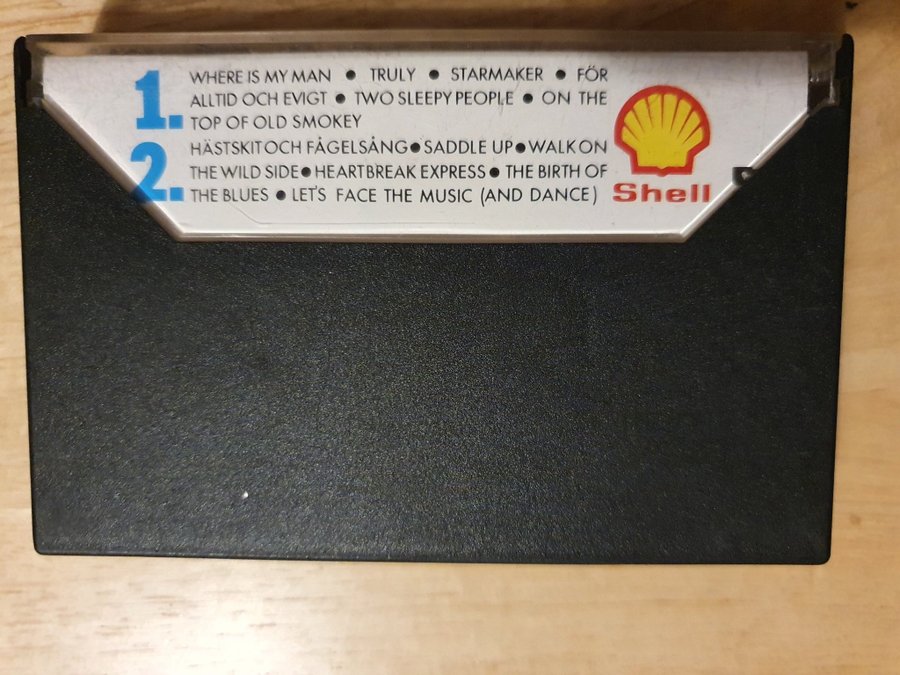 1.
WHERE IS MY MAN ● TRULY ● STARMAKER ● FÖR
ALLTID OCH EVIGT ● TWO SLEEPY PEOPLE ● ON THE
TOP OF OLD SMOKEY
2.
HÄSTSKIT OCH FÅGELSÅNG ● SADDLE UP ● WALK ON
THE WILD SIDE ● HEARTBREAK EXPRESS ● THE BIRTH OF
THE BLUES ● LET'S FACE THE MUSIC (AND DANCE)
Shell